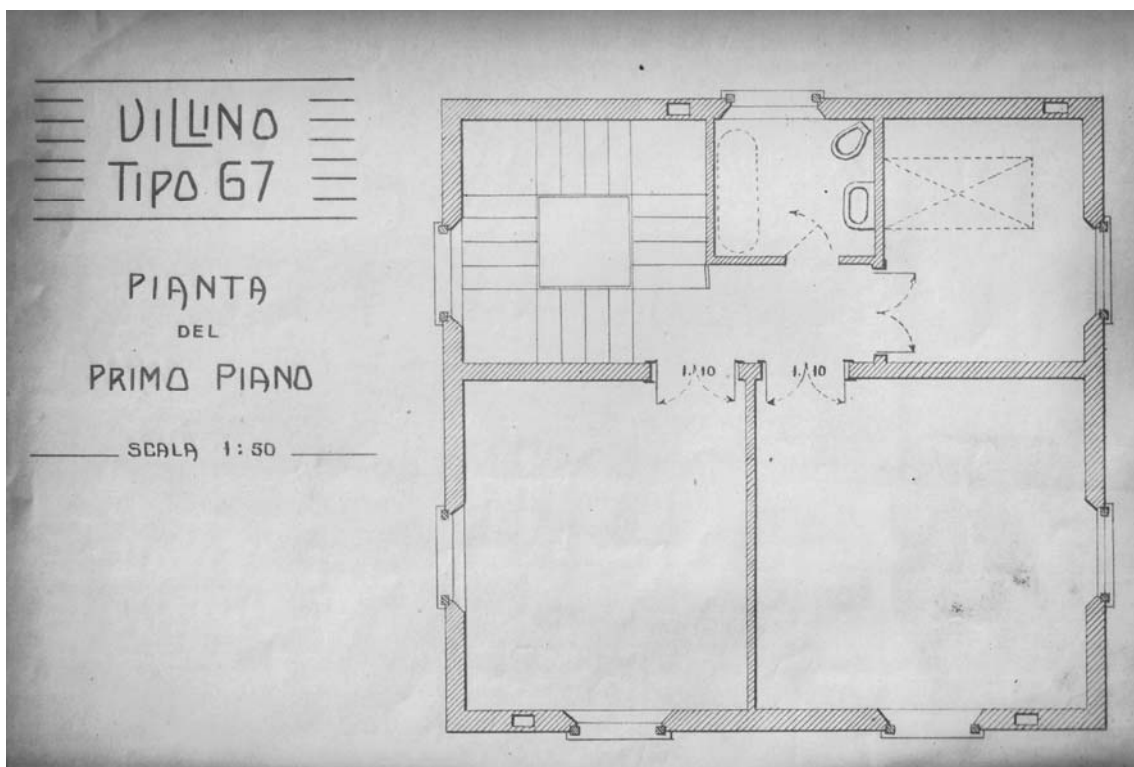 VILLINO
TIPO 67
PIANTA
DEL
PRIMO PIANO
SCALA 1:50
1.10
1.10